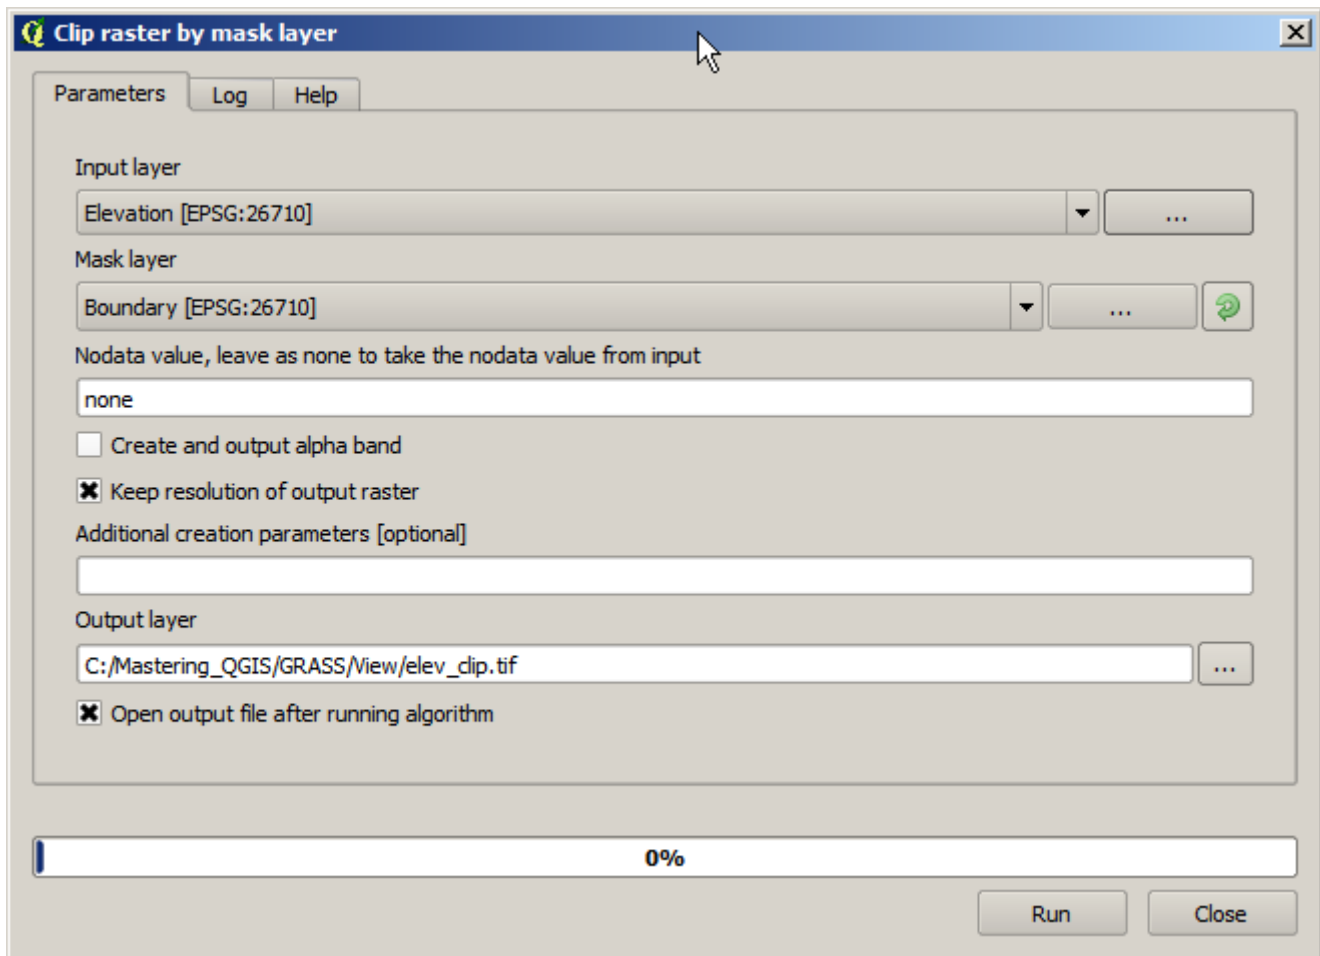 Clip raster by mask layer
Parameters Log Help
Input layer
Elevation [EPSG:26710] ...
Mask layer
Boundary [EPSG:26710] ...
Nodata value, leave as none to take the nodata value from input
none
Create and output alpha band
Keep resolution of output raster
Additional creation parameters [optional]
Output layer
C:/Mastering_QGIS/GRASS/View/elev_clip.tif ...
Open output file after running algorithm
0%
Run Close